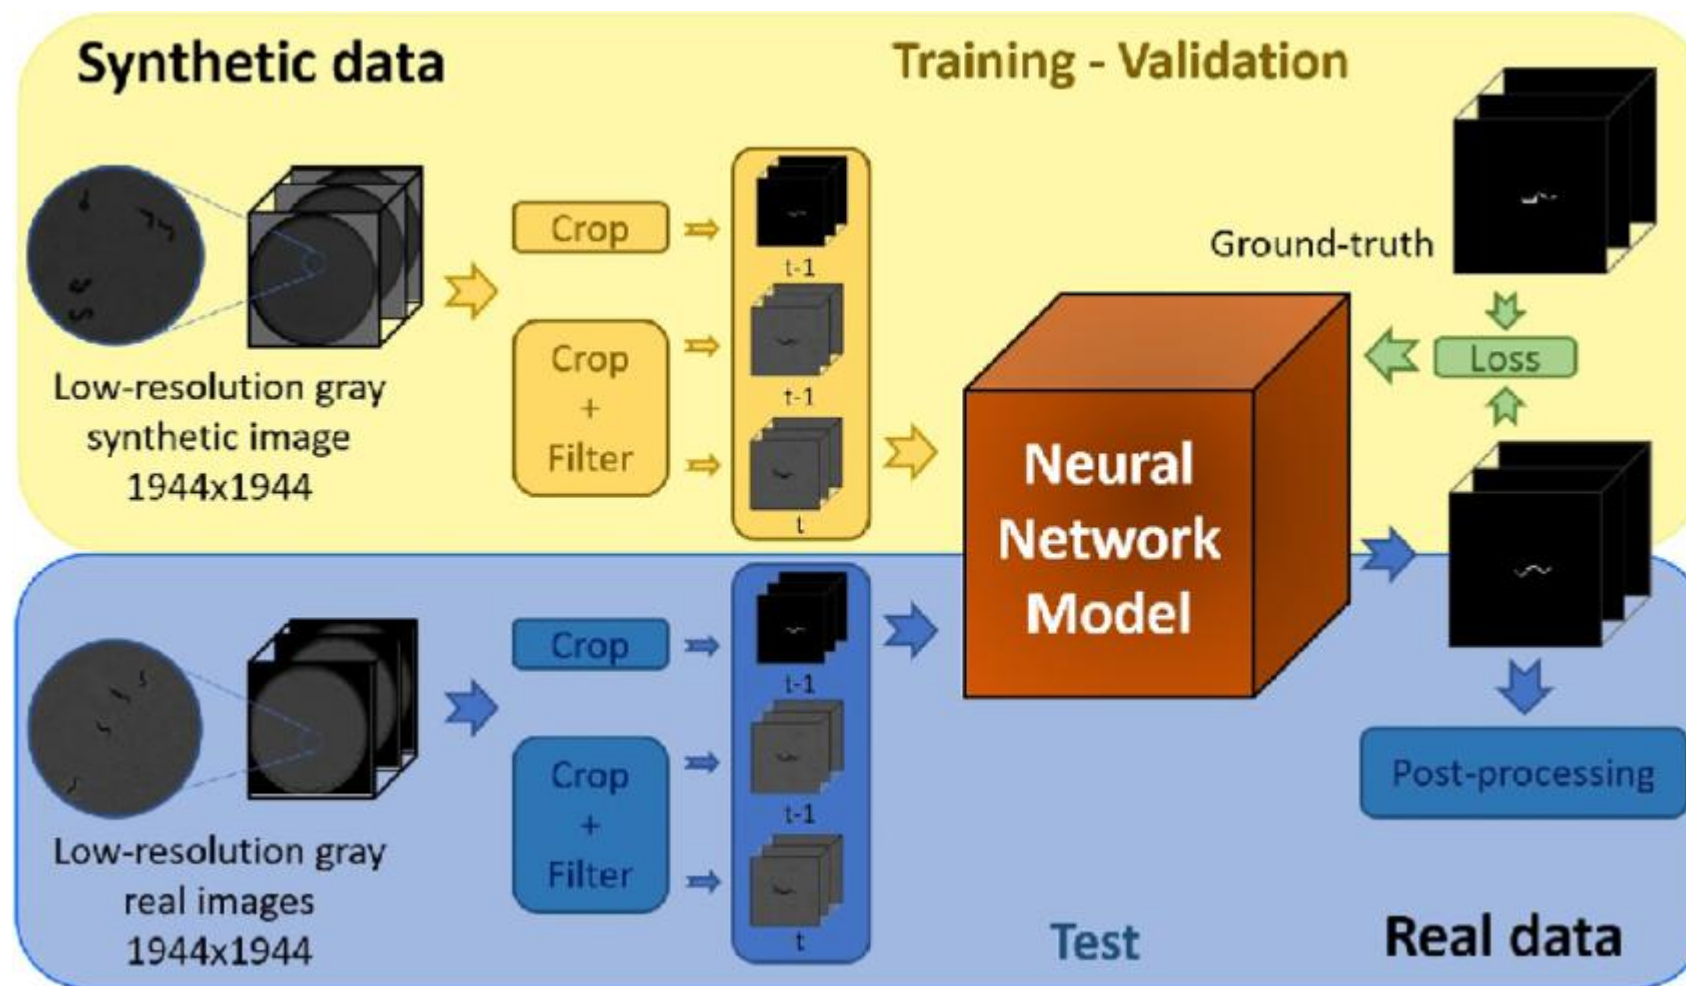 Synthetic data
Training - Validation
Low-resolution gray
synthetic image
1944x1944
Crop
Crop
+
Filter
t-1
t-1
t
Neural
Network
Model
Ground-truth
Loss
Low-resolution gray
real images
1944x1944
Crop
Crop
+
Filter
t-1
t-1
t
Post-processing
Test
Real data